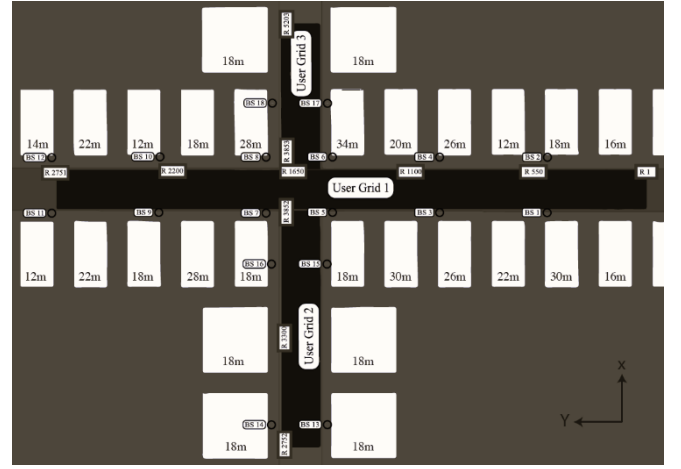 R 5203
18m
User Grid 3
18m
BS 18
BS 17
14m
22m
12m
18m
28m
34m
20m
26m
12m
18m
16m
BS 12
BS 10
BS 8
R 3853
BS 6
BS 4
BS 2
R 2751
R 2200
R 1650
R 1100
R 550
R 1
User Grid 1
BS 11
BS 9
BS 7
R 3852
BS 5
BS 3
BS 1
BS 16
BS 15
12m
22m
18m
28m
18m
18m
30m
26m
22m
30m
16m
User Grid 2
R 3300
18m
18m
X
Y
BS 14
BS 13
R 2752
18m
18m